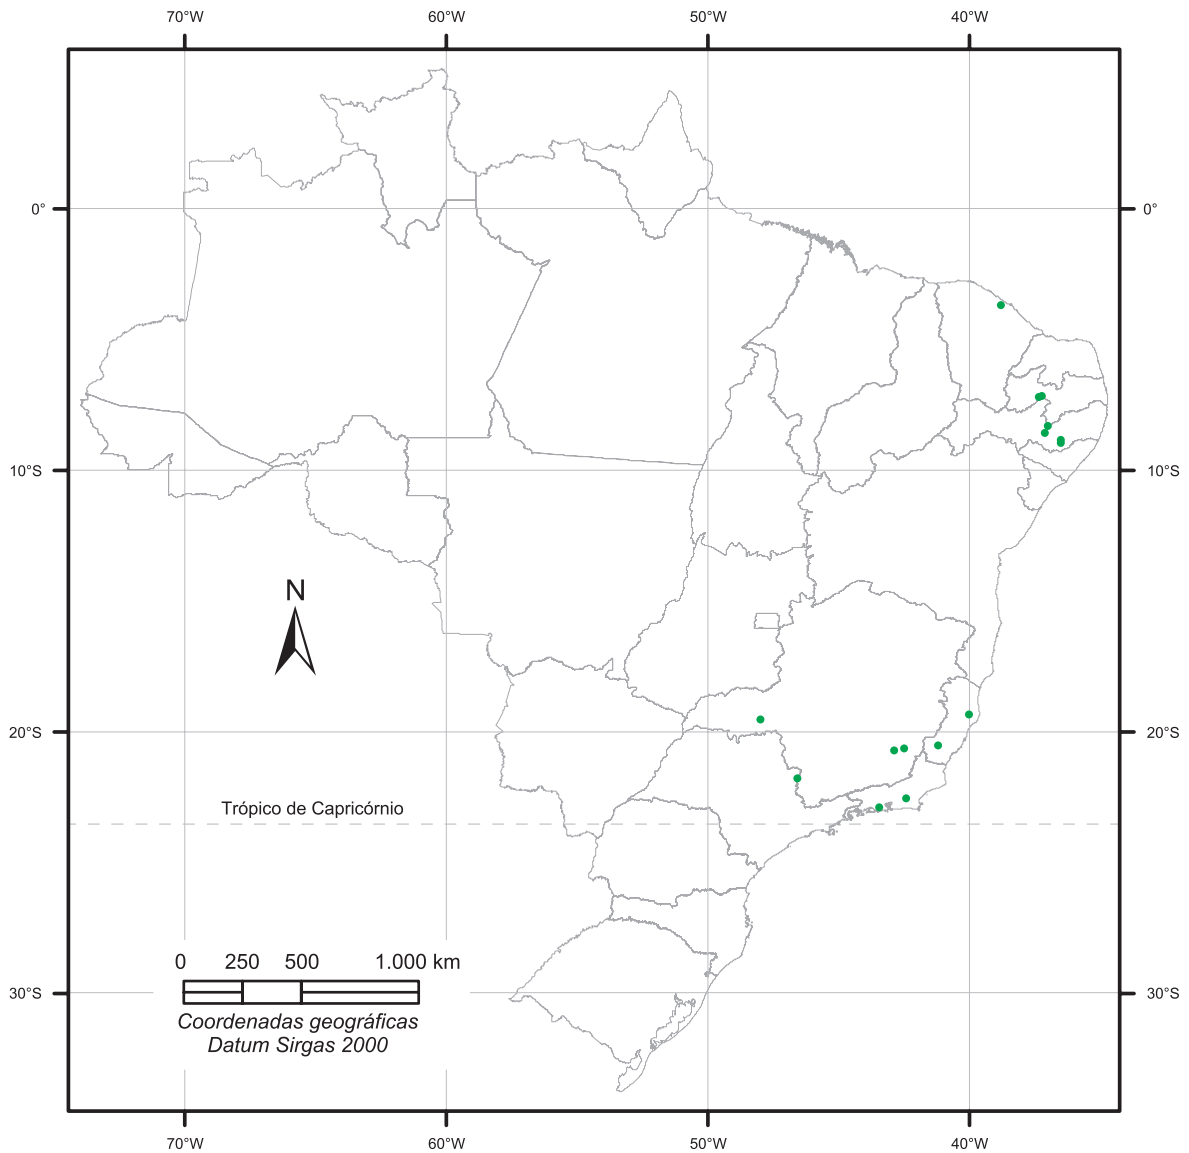 70°W 60°W 50°W 40°W
0° 0°
10°S 10°S
N
20°S 20°S
Trópico de Capricórnio
0 250 500 1.000 km
30°S 30°S
Coordenadas geográficas
Datum Sirgas 2000
70°W 60°W 50°W 40°W